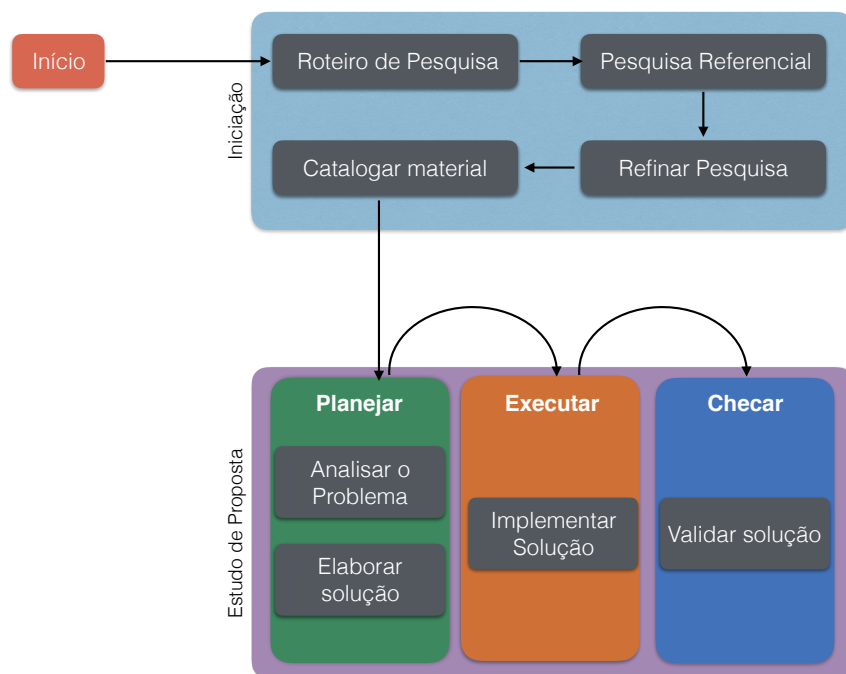 Início
Roteiro de Pesquisa
Pesquisa Referencial
Iniciação
Catalogar material
Refinar Pesquisa
Estudo de Proposta
Planejar
Executar
Checar
Analisar o
Problema
Elaborar
solução
Implementar
Solução
Validar solução